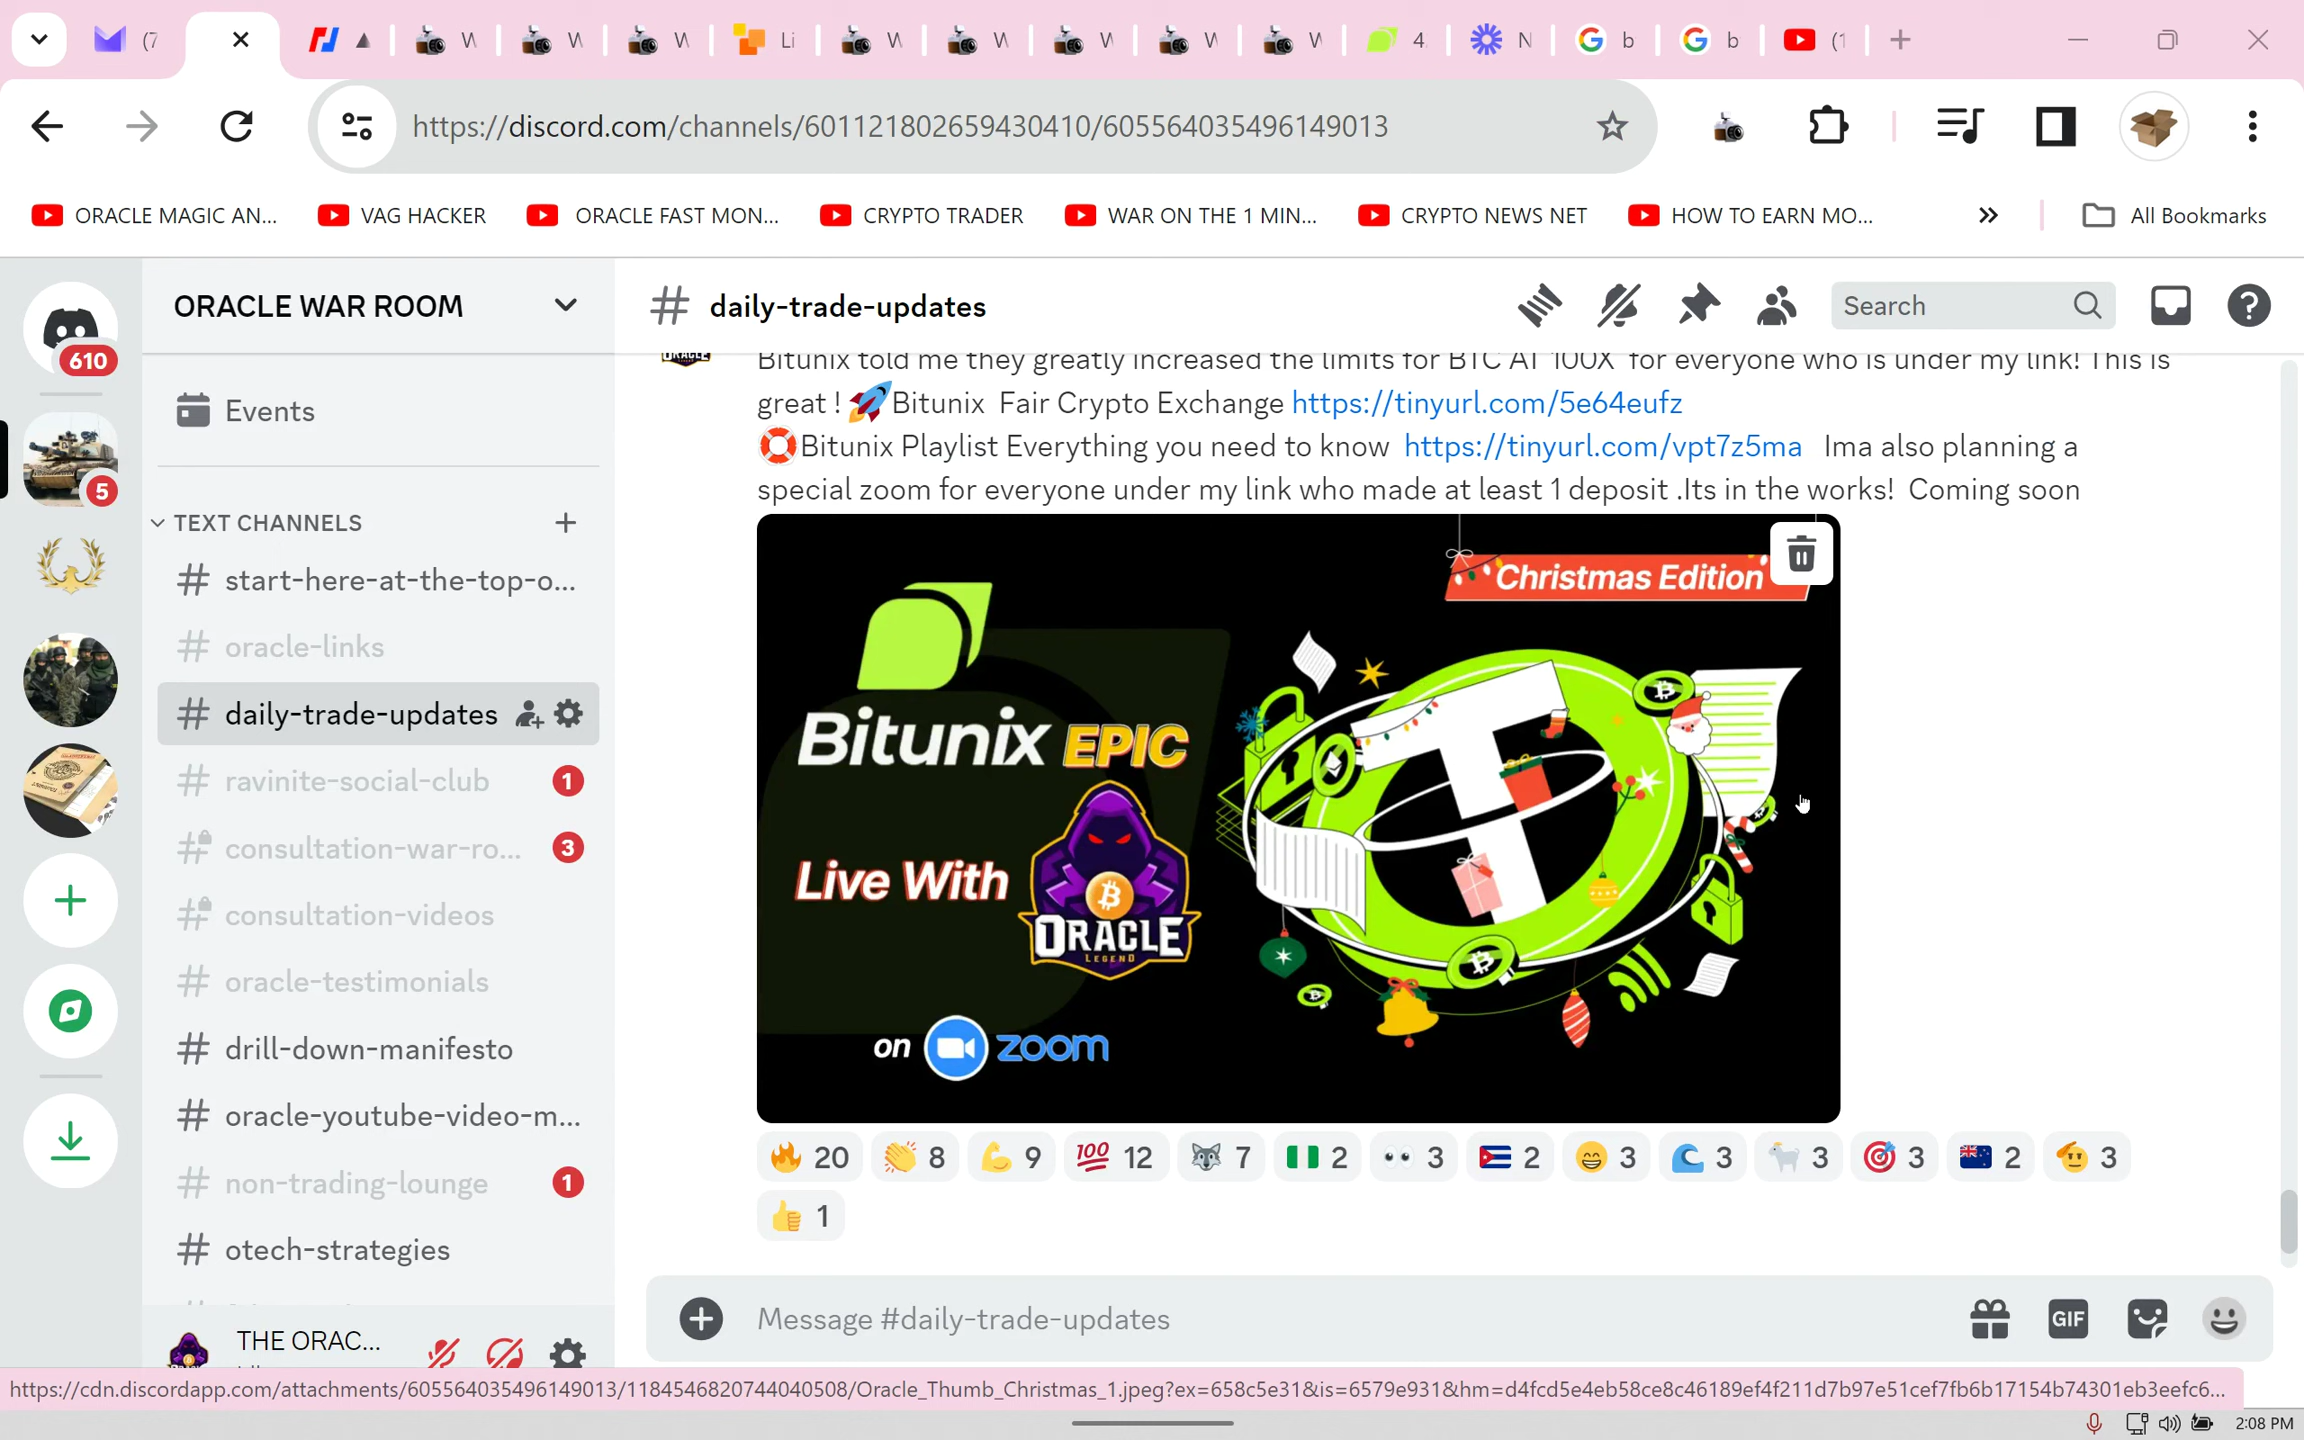 (7
W
W
W
Li
W
W
W
W
W
4
N
b
b
(1
https://discord.com/channels/601121802659430410/605564035496149013
ORACLE MAGIC AN...
VAG HACKER
ORACLE FAST MON...
CRYPTO TRADER
WAR ON THE 1 MIN...
CRYPTO NEWS NET
HOW TO EARN MO...
All Bookmarks
ORACLE WAR ROOM
daily-trade-updates
Search
610
5
Events
TEXT CHANNELS
start-here-at-the-top-o...
oracle-links
daily-trade-updates
ravinite-social-club 1
consultation-war-ro... 3
consultation-videos
oracle-testimonials
drill-down-manifesto
oracle-youtube-video-m...
non-trading-lounge 1
otech-strategies
THE ORAC...
Bitunix told me they greatly increased the limits for BTC AT 100X for everyone who is under my link! This is
great ! 🚀Bitunix Fair Crypto Exchange https://tinyurl.com/5e64eufz
🛟Bitunix Playlist Everything you need to know https://tinyurl.com/vpt7z5ma Ima also planning a
special zoom for everyone under my link who made at least 1 deposit .Its in the works! Coming soon
Christmas Edition
Bitunix EPIC
Live With
ORACLE
LEGEND
on zoom
🔥 20 👏 8 💪 9 💯 12 🐺 7 🇳🇬 2 👀 3 🇨🇺 2 😁 3 🌊 3 🐐 3 🎯 3 🇳🇿 2 🫡 3
👍 1
Message #daily-trade-updates
GIF
https://cdn.discordapp.com/attachments/605564035496149013/1184546820744040508/Oracle_Thumb_Christmas_1.jpeg?ex=658c5e31&is=6579e931&hm=d4fcd5e4eb58ce8c46189ef4f211d7b97e51cef7fb6b17154b74301eb3eefc6...
2:08 PM